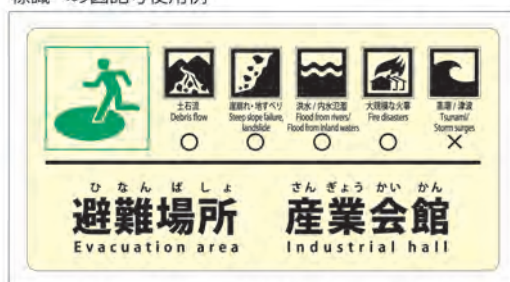 標識への図記号使用例
土石流
Debris flow
崖崩れ・地すべり
Steep slope failure,
landslide
洪水/内水氾濫
Flood from rivers/
Flood from Inland waters
大規模な火事
Fire disasters
高潮/津波
Tsunami/
Storm surges
○ ○ ○ ○ ×
ひなんばしょ さんぎょうかいかん
避難場所 産業会館
Evacuation area Industrial hall